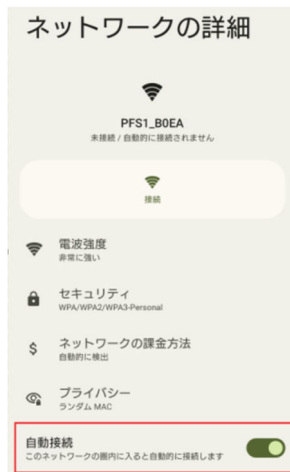 ネットワークの詳細
PFS1_B0EA
未接続 / 自動的に接続されません
接続
電波強度
非常に強い
セキュリティ
WPA/WPA2/WPA3-Personal
ネットワークの課金方法
自動的に検出
プライバシー
ランダム MAC
自動接続
このネットワークの圏内に入ると自動的に接続します